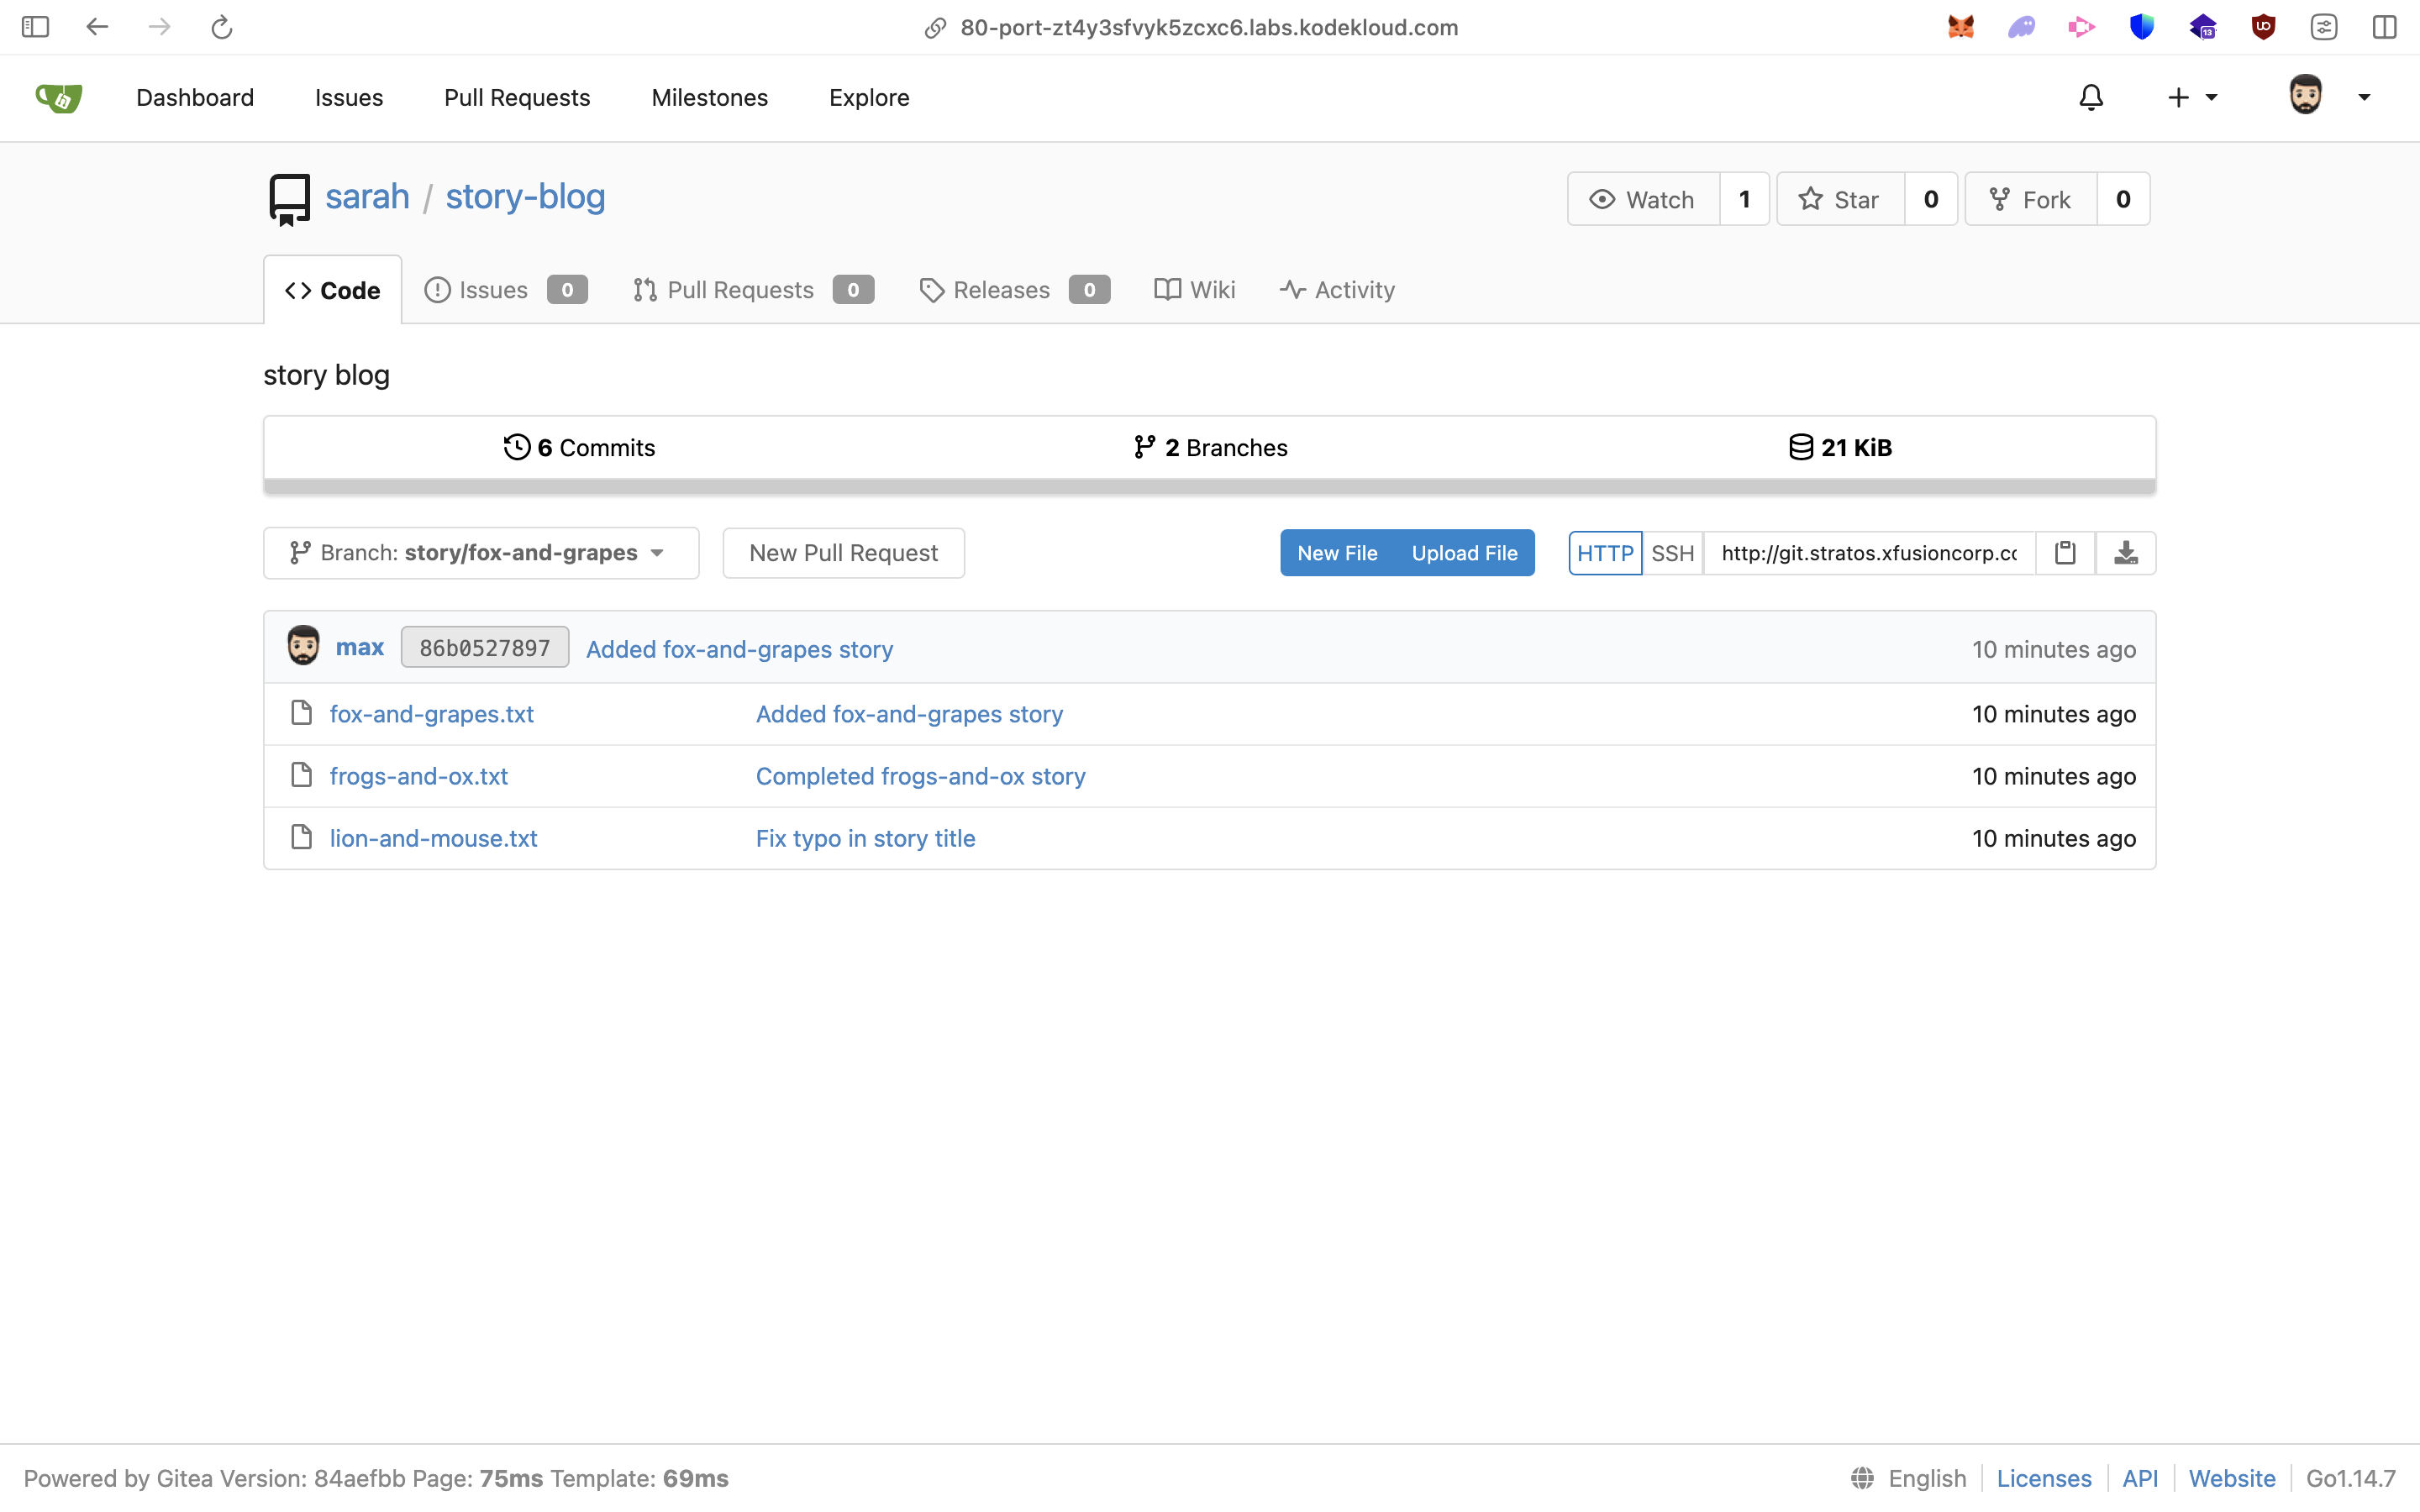 80-port-zt4y3sfvyk5zcxc6.labs.kodekloud.com
13
Dashboard Issues Pull Requests Milestones Explore
sarah / story-blog
Watch 1 Star 0 Fork 0
Code Issues 0 Pull Requests 0 Releases 0 Wiki Activity
story blog
6 Commits 2 Branches 21 KiB
Branch: story/fox-and-grapes New Pull Request New File Upload File HTTP SSH http://git.stratos.xfusioncorp.cc
max 86b0527897 Added fox-and-grapes story 10 minutes ago
fox-and-grapes.txt Added fox-and-grapes story 10 minutes ago
frogs-and-ox.txt Completed frogs-and-ox story 10 minutes ago
lion-and-mouse.txt Fix typo in story title 10 minutes ago
Powered by Gitea Version: 84aefbb Page: 75ms Template: 69ms English Licenses API Website Go1.14.7